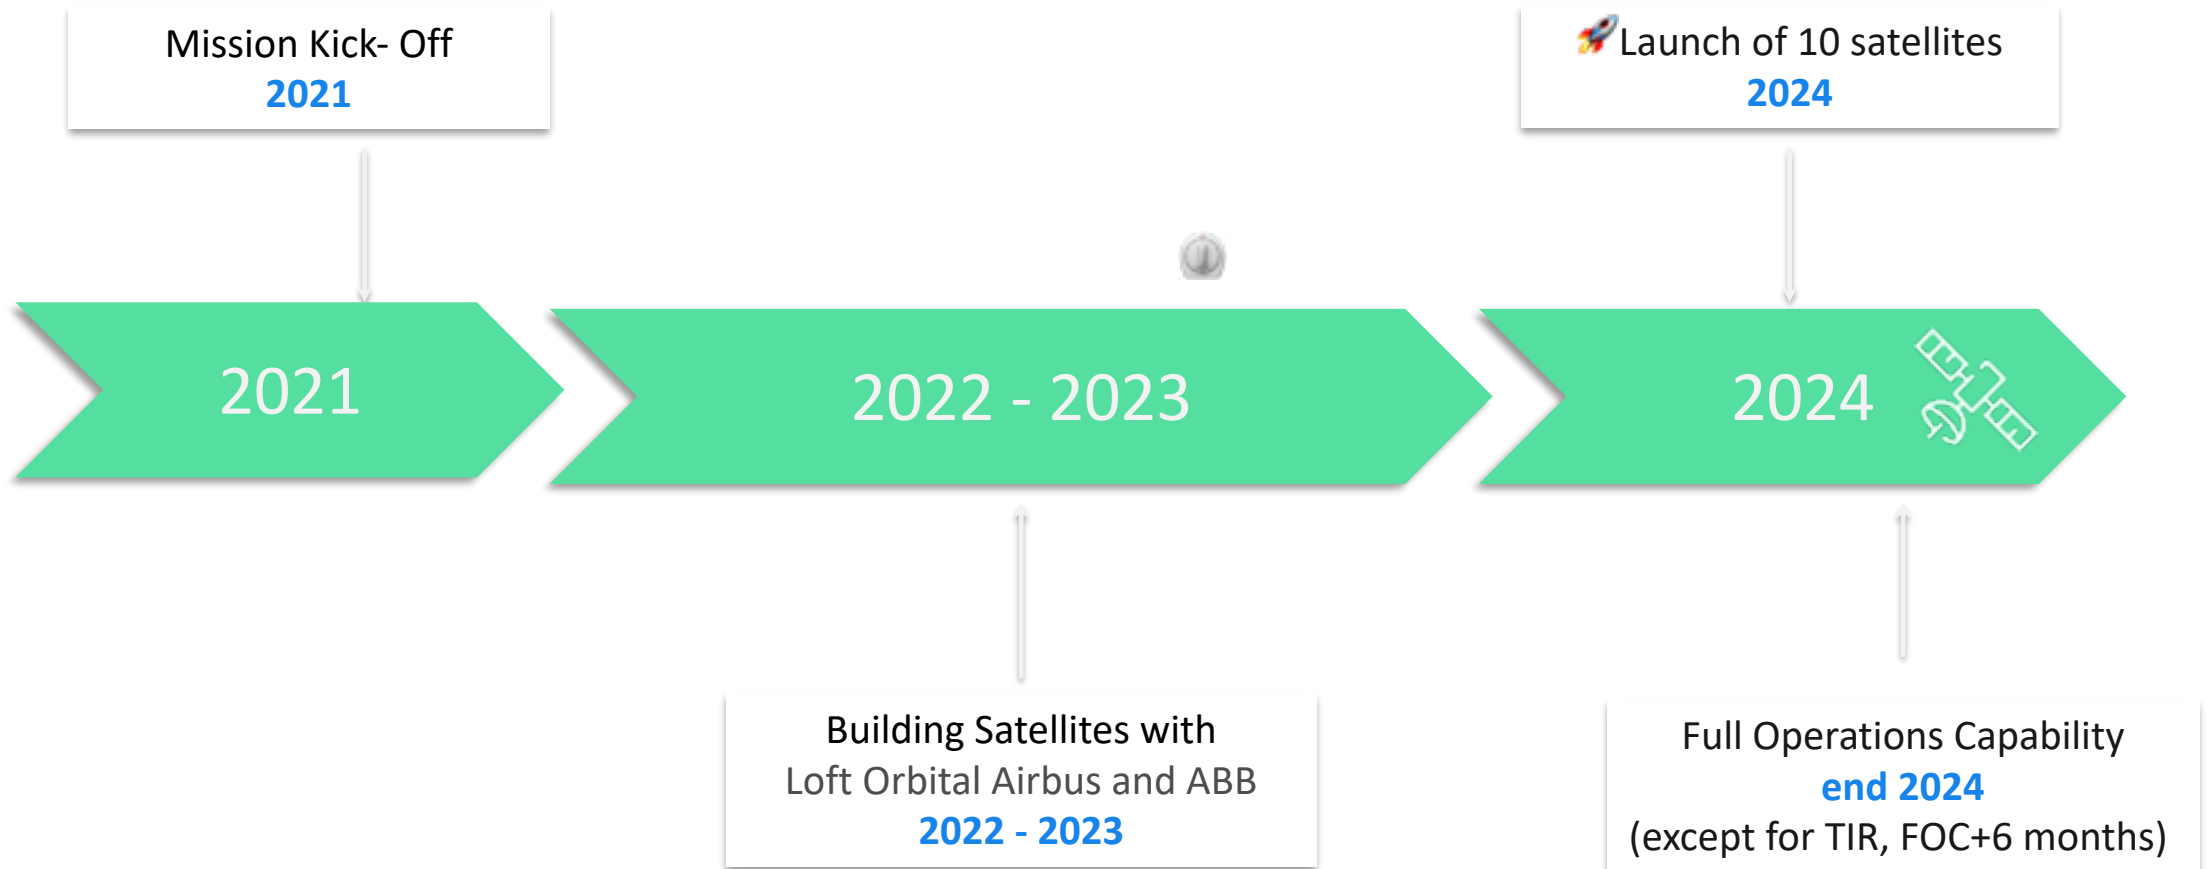 Mission Kick- Off
2021
Launch of 10 satellites
2024
2021
2022 - 2023
2024
Building Satellites with
Loft Orbital Airbus and ABB
2022 - 2023
Full Operations Capability
end 2024
(except for TIR, FOC+6 months)